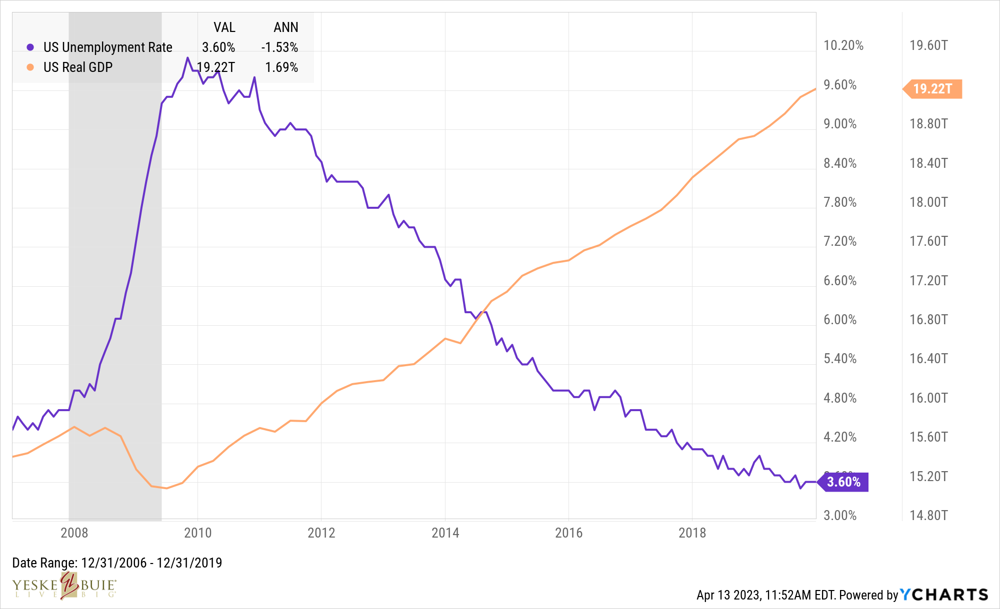 VAL ANN
US Unemployment Rate 3.60% -1.53%
US Real GDP 19.22T 1.69%
10.20% 19.60T
9.60% 19.22T
9.00% 18.80T
8.40% 18.40T
7.80% 18.00T
7.20% 17.60T
6.60% 17.20T
6.00% 16.80T
5.40% 16.40T
4.80% 16.00T
4.20% 15.60T
3.60% 15.20T
3.00% 14.80T
2008 2010 2012 2014 2016 2018
Date Range: 12/31/2006 - 12/31/2019
YESKE BUIE
LIVE BIG
Apr 13 2023, 11:52AM EDT. Powered by YCHARTS